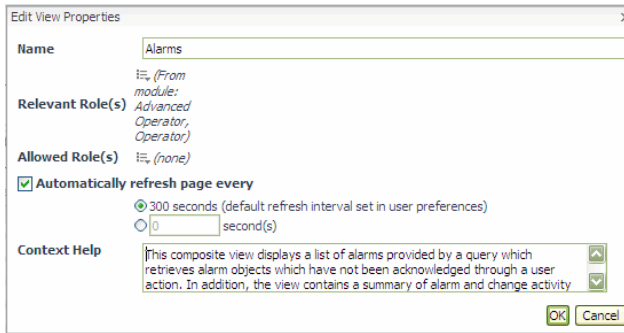 Edit View Properties
Name
Alarms
Relevant Role(s)
(From
module:
Advanced
Operator,
Operator)
Allowed Role(s)
(none)
Automatically refresh page every
300 seconds (default refresh interval set in user preferences)
0 second(s)
Context Help
This composite view displays a list of alarms provided by a query which
retrieves alarm objects which have not been acknowledged through a user
action. In addition, the view contains a summary of alarm and change activity
OK Cancel